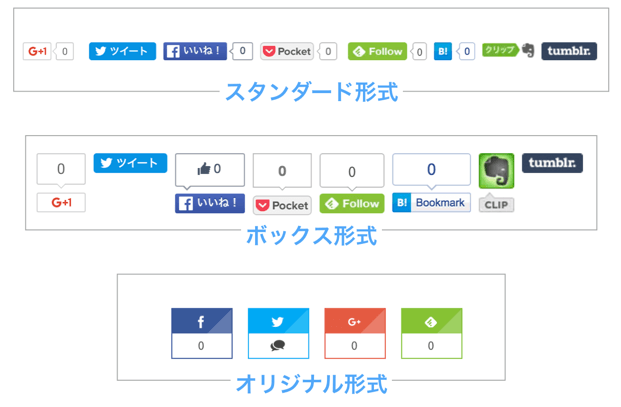 G+1 0 ツイート いいね！ 0 Pocket 0 Follow 0 B! 0 クリップ tumblr.
スタンダード形式
0 ツイート 0 0 0 0 tumblr.
G+1 いいね！ Pocket Follow B! Bookmark CLIP
ボックス形式
f G+
0 0 0
オリジナル形式